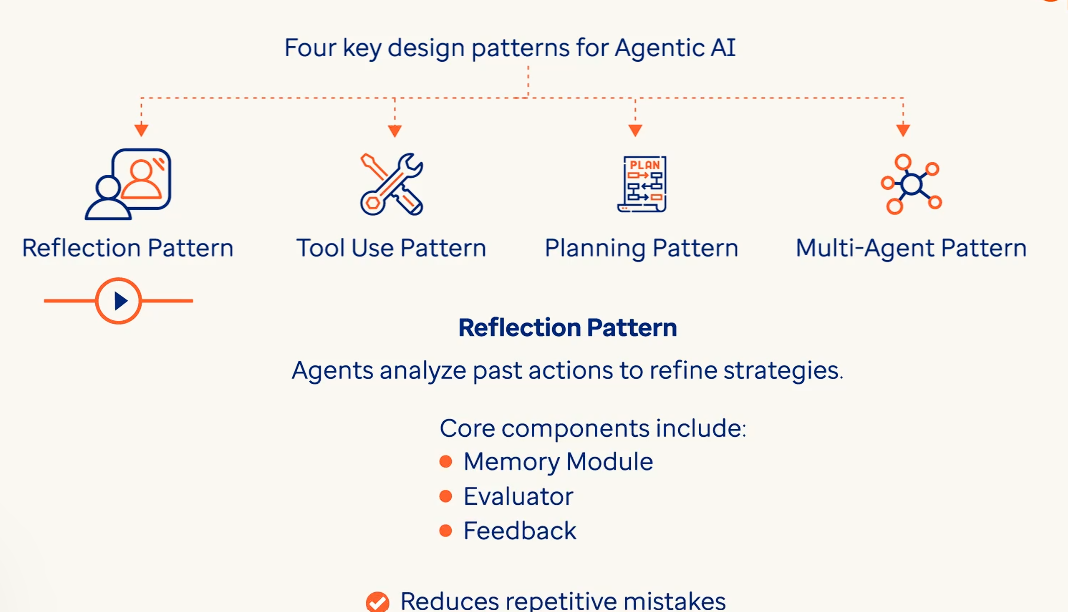 Four key design patterns for Agentic AI
PLAN
Reflection Pattern
Tool Use Pattern
Planning Pattern
Multi-Agent Pattern
Reflection Pattern
Agents analyze past actions to refine strategies.
Core components include:
Memory Module
Evaluator
Feedback
Reduces repetitive mistakes